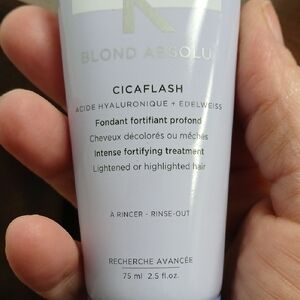 K
BLOND ABSOLU
CICAFLASH
ACIDE HYALURONIQUE + EDELWEISS
Fondant fortifiant profond
Cheveux décolorés ou méchés
Intense fortifying treatment
Lightened or highlighted hair
À RINCER - RINSE-OUT
RECHERCHE AVANCÉE
75 ml 2.5 fl.oz.